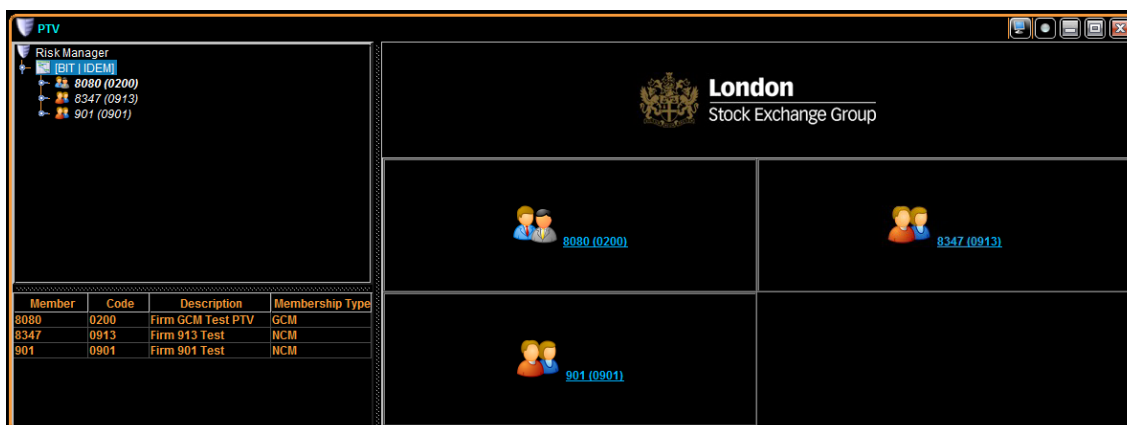 PTV
Risk Manager
[BIT | IDEM]
8080 (0200)
8347 (0913)
901 (0901)
London
Stock Exchange Group
8080 (0200)
8347 (0913)
901 (0901)
Member Code Description Membership Type
8080 0200 Firm GCM Test PTV GCM
8347 0913 Firm 913 Test NCM
901 0901 Firm 901 Test NCM